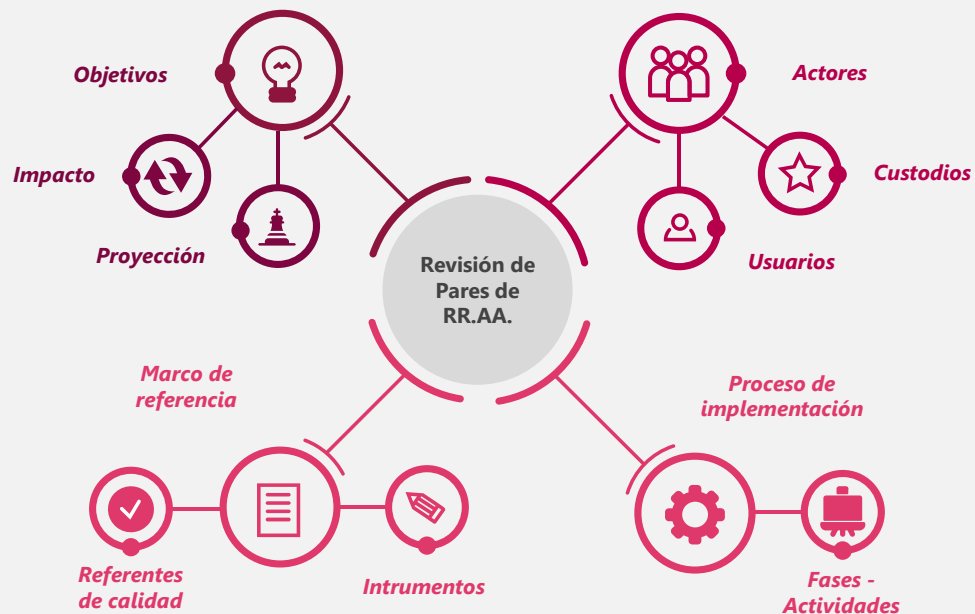 Objetivos
Impacto
Proyección
Actores
Custodios
Usuarios
Revisión de
Pares de
RR.AA.
Marco de
referencia
Referentes
de calidad
Intrumentos
Proceso de
implementación
Fases -
Actividades